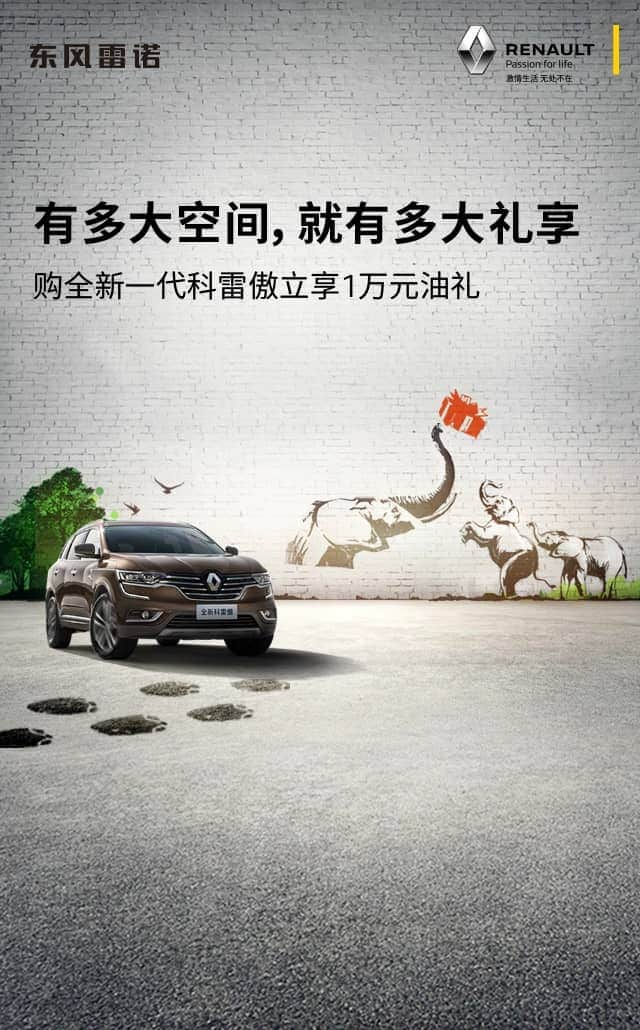 东风雷诺
RENAULT
Passion for life
激情生活 无处不在
有多大空间,就有多大礼享
购全新一代科雷傲立享1万元油礼
全新科雷傲